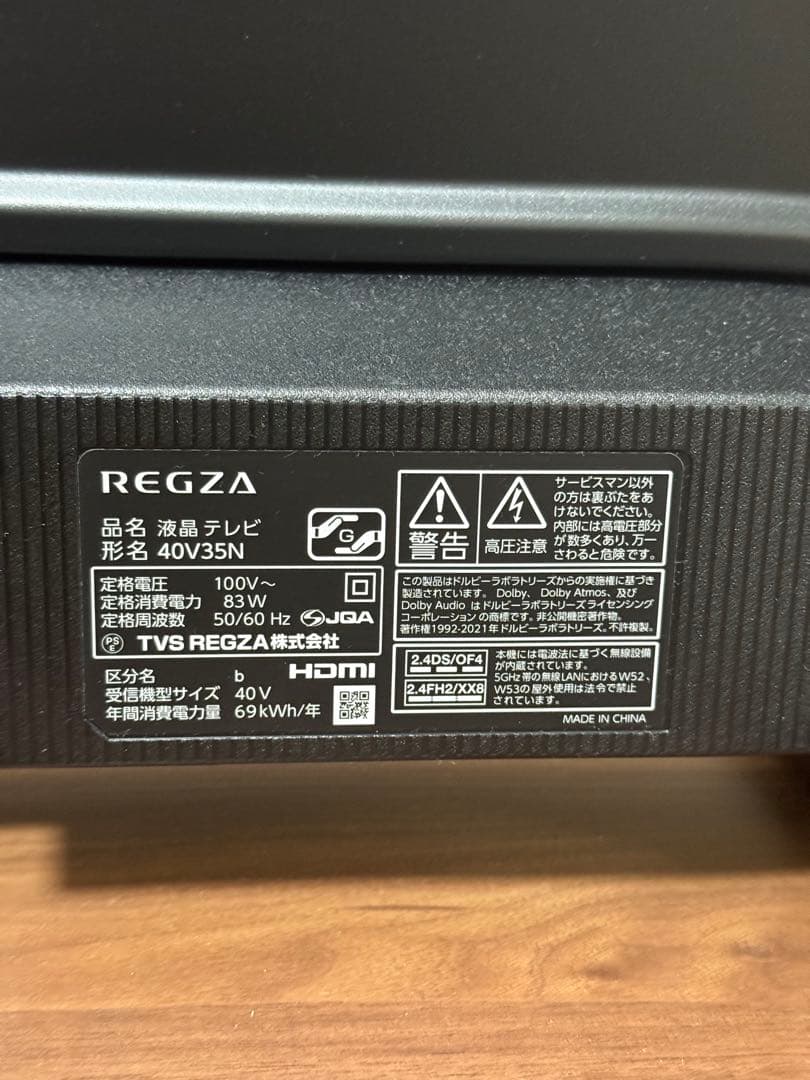 REGZA
品名 液晶テレビ
形名 40V35N
G
定格電圧 100V～
定格消費電力 83W
定格周波数 50/60 Hz
JQA
PS
E
TVS REGZA株式会社
区分名 b
HDMI
受信機型サイズ 40V
年間消費電力量 69kWh/年
警告
高圧注意
サービスマン以外
の方は裏ぶたをあ
けないでください。
内部には高電圧部分
が数多くあり、万一
さわると危険です。
この製品はドルビーラボラトリーズからの実施権に基づき
製造されています。Dolby、Dolby Atmos、及び
Dolby Audio はドルビーラボラトリーズライセンシング
コーポレーションの商標です。非公開機密著作物。
著作権1992-2021年ドルビーラボラトリーズ。不許複製。
2.4DS/OF4
2.4FH2/XX8
本機には電波法に基づく無線設備
が内蔵されています。
5GHz帯の無線LANにおけるW52、
W53の屋外使用は法令で禁止
されています。
MADE IN CHINA